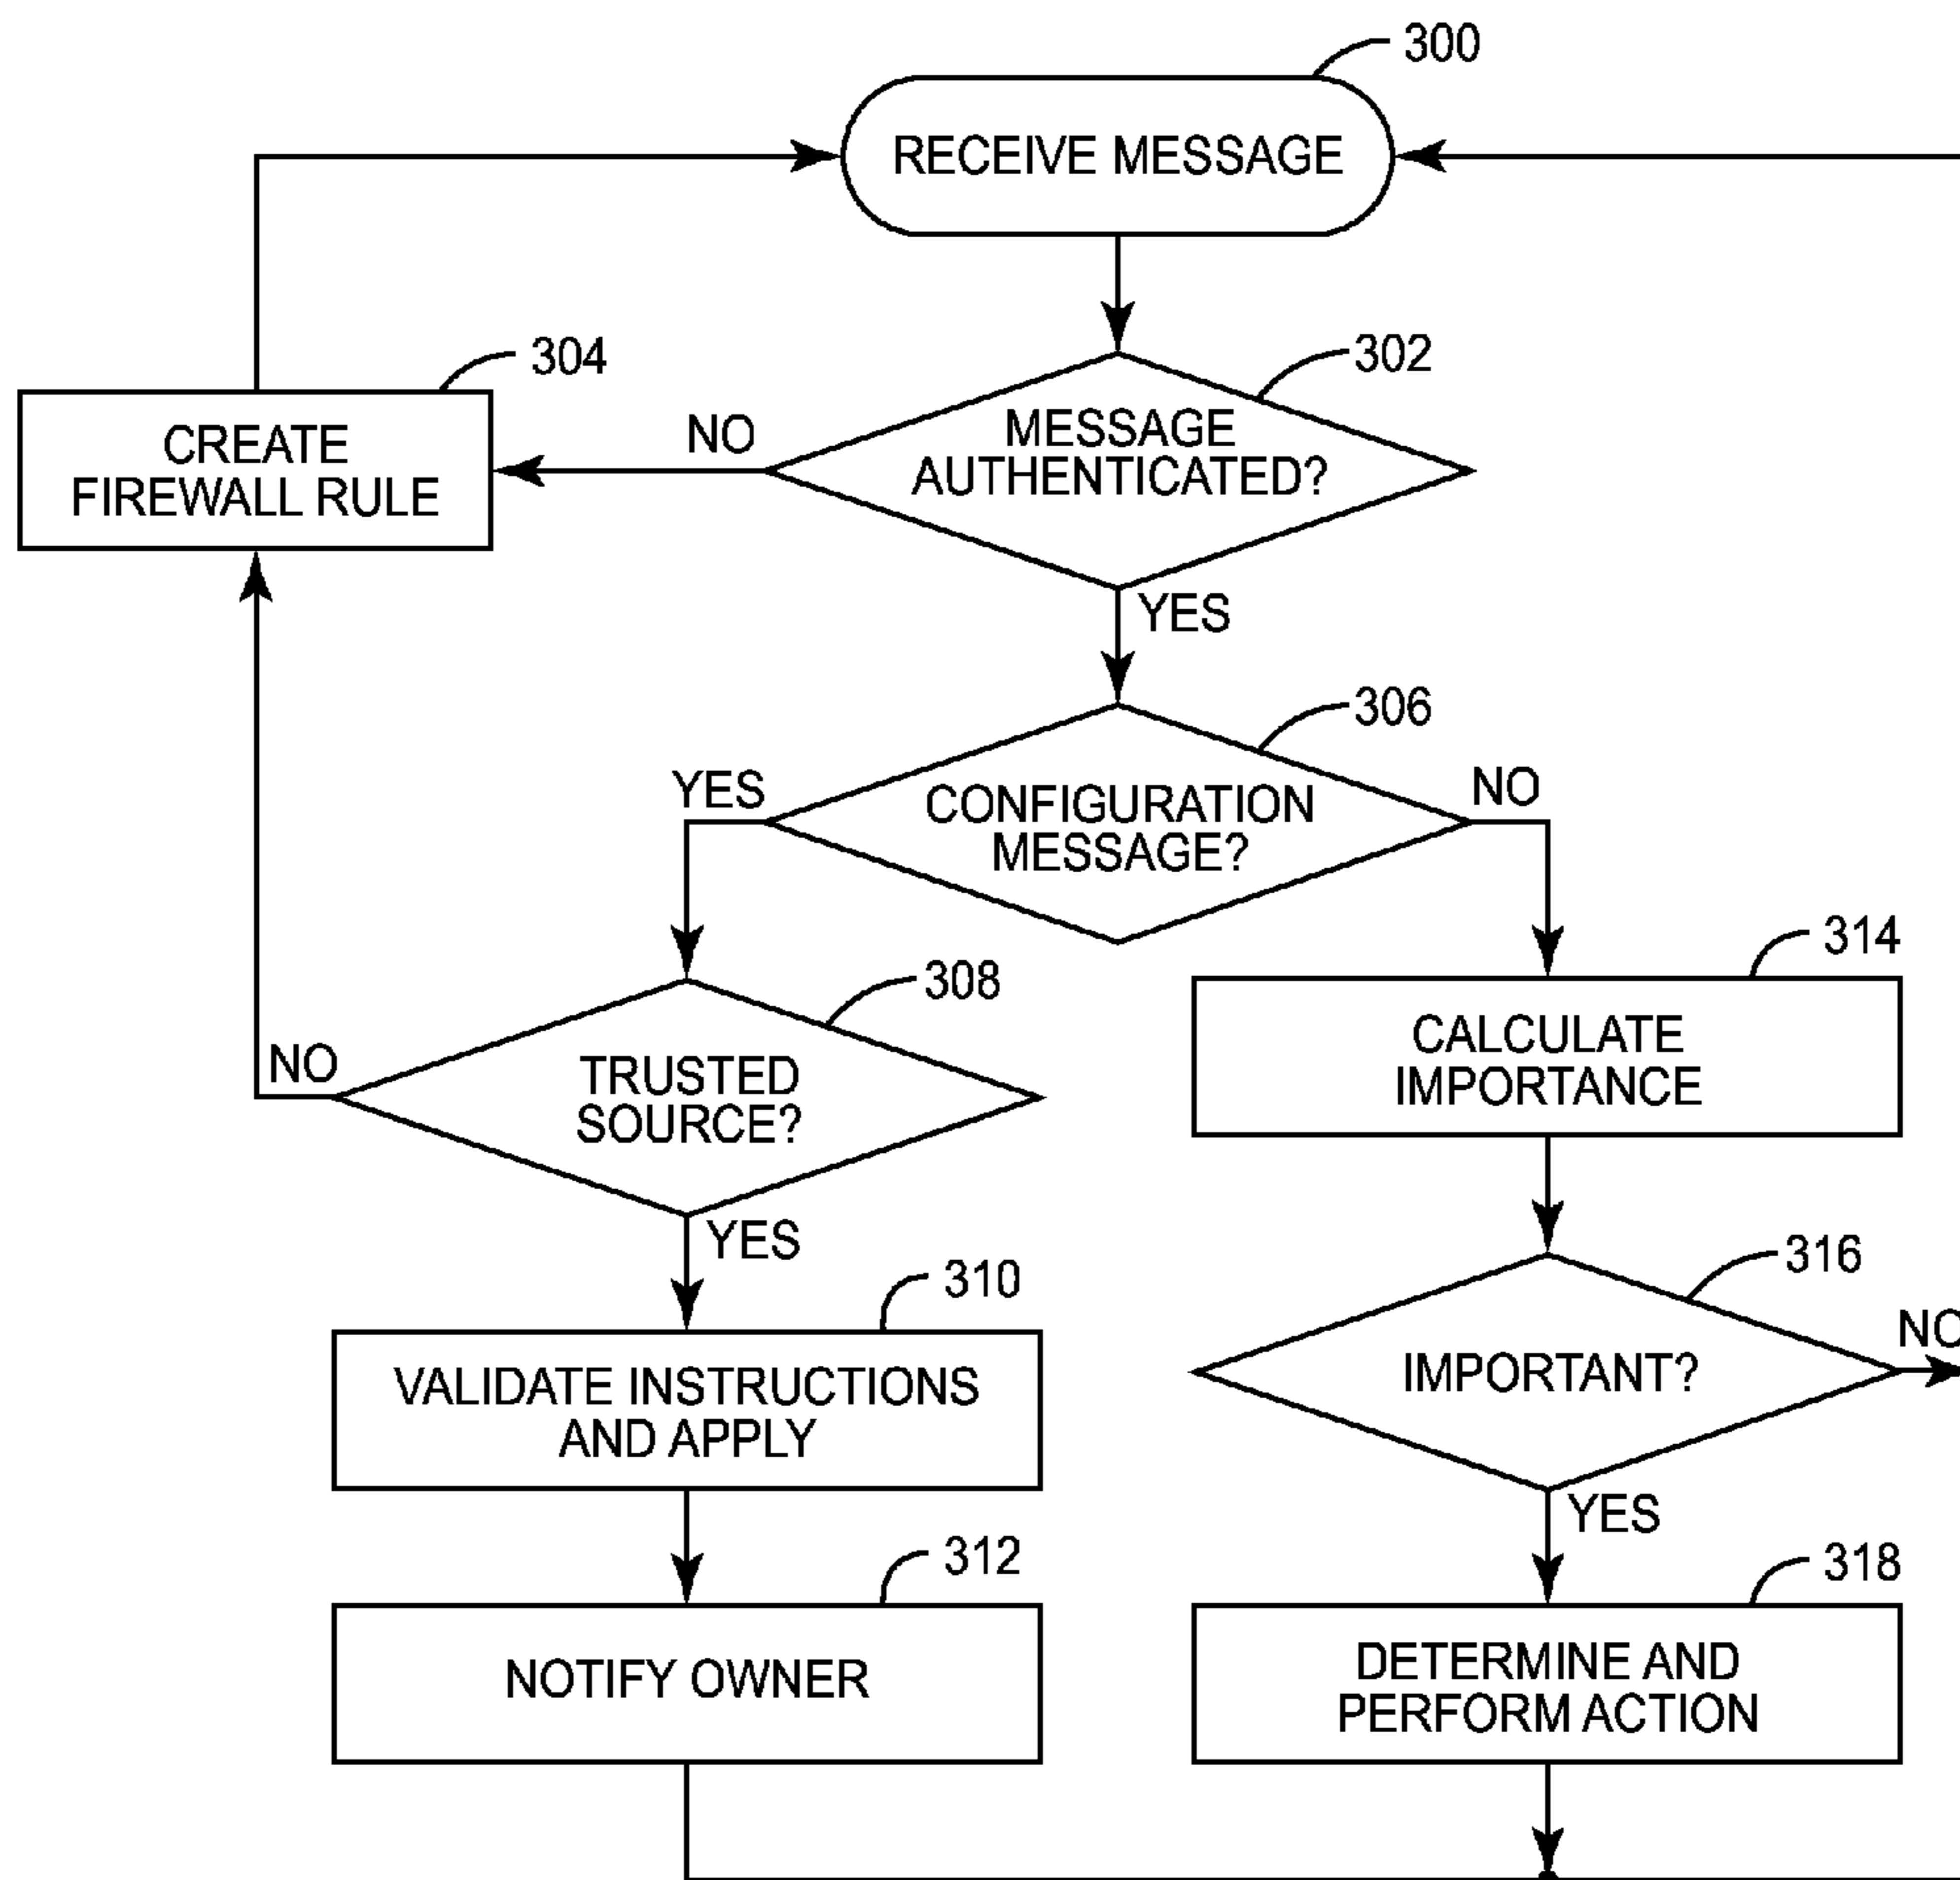 300
RECEIVE MESSAGE
304
302
CREATE
FIREWALL RULE
NO
MESSAGE
AUTHENTICATED?
YES
306
YES
CONFIGURATION
MESSAGE?
NO
308
314
NO
TRUSTED
SOURCE?
CALCULATE
IMPORTANCE
YES
310
316
VALIDATE INSTRUCTIONS
AND APPLY
IMPORTANT?
NO
YES
312
318
NOTIFY OWNER
DETERMINE AND
PERFORM ACTION